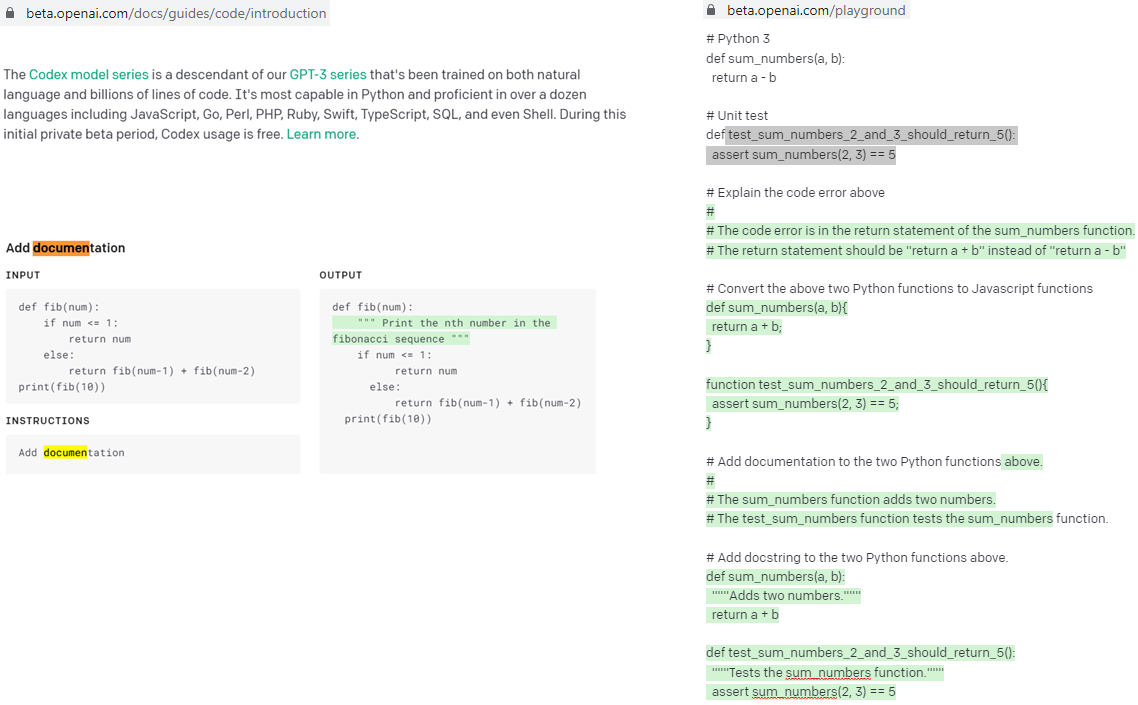 beta.openai.com/docs/guides/code/introduction
The Codex model series is a descendant of our GPT-3 series that's been trained on both natural
language and billions of lines of code. It's most capable in Python and proficient in over a dozen
languages including JavaScript, Go, Perl, PHP, Ruby, Swift, TypeScript, SQL, and even Shell. During this
initial private beta period, Codex usage is free. Learn more.
Add documentation
INPUT
def fib(num):
    if num <= 1:
        return num
    else:
        return fib(num-1) + fib(num-2)
print(fib(10))
INSTRUCTIONS
Add documentation
OUTPUT
def fib(num):
    """ Print the nth number in the
fibonacci sequence """
    if num <= 1:
          return num
      else:
          return fib(num-1) + fib(num-2)
  print(fib(10))
beta.openai.com/playground
# Python 3
def sum_numbers(a, b):
  return a - b
# Unit test
def test_sum_numbers_2_and_3_should_return_5():
  assert sum_numbers(2, 3) == 5
# Explain the code error above
#
# The code error is in the return statement of the sum_numbers function.
# The return statement should be "return a + b" instead of "return a - b"
# Convert the above two Python functions to Javascript functions
def sum_numbers(a, b){
  return a + b;
}
function test_sum_numbers_2_and_3_should_return_5(){
  assert sum_numbers(2, 3) == 5;
}
# Add documentation to the two Python functions above.
#
# The sum_numbers function adds two numbers.
# The test_sum_numbers function tests the sum_numbers function.
# Add docstring to the two Python functions above.
def sum_numbers(a, b):
  """Adds two numbers."""
  return a + b
def test_sum_numbers_2_and_3_should_return_5():
  """Tests the sum_numbers function."""
  assert sum_numbers(2, 3) == 5